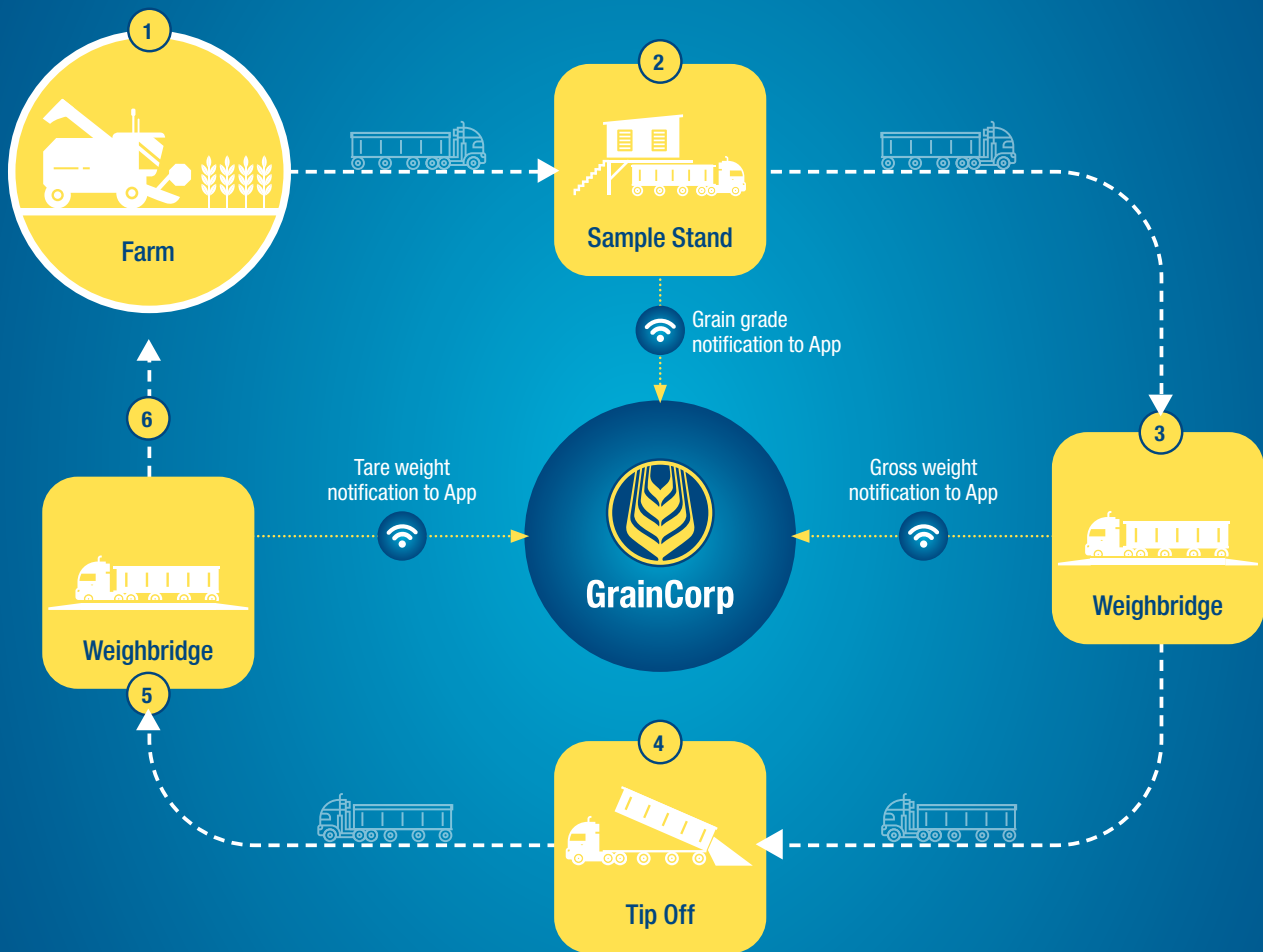 1
Farm
2
Sample Stand
Grain grade
notification to App
3
Weighbridge
Gross weight
notification to App
GrainCorp
Tare weight
notification to App
4
Tip Off
Weighbridge
5
6